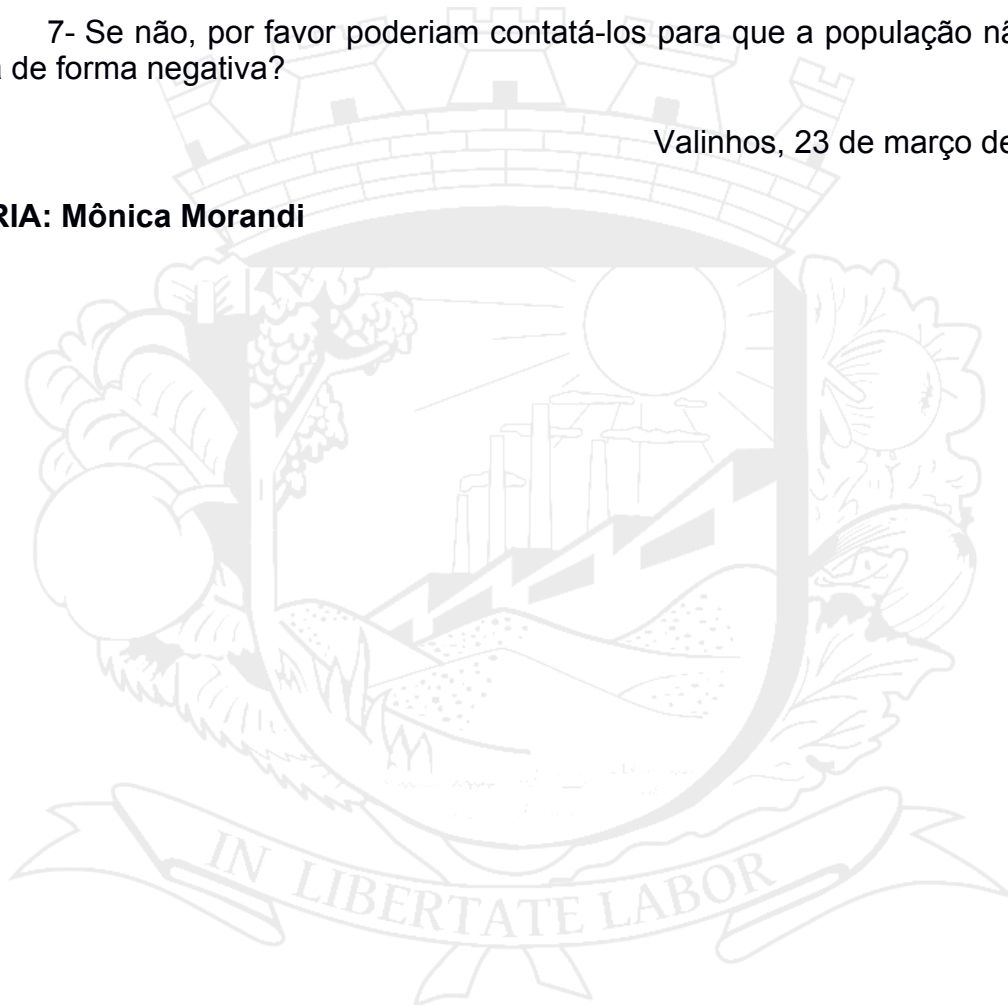 7- Se não, por favor poderiam contatá-los para que a população
de forma negativa?
Valinhos, 23 de março de
RIA: Mônica Morandi
IN LIBERTATE LABOR